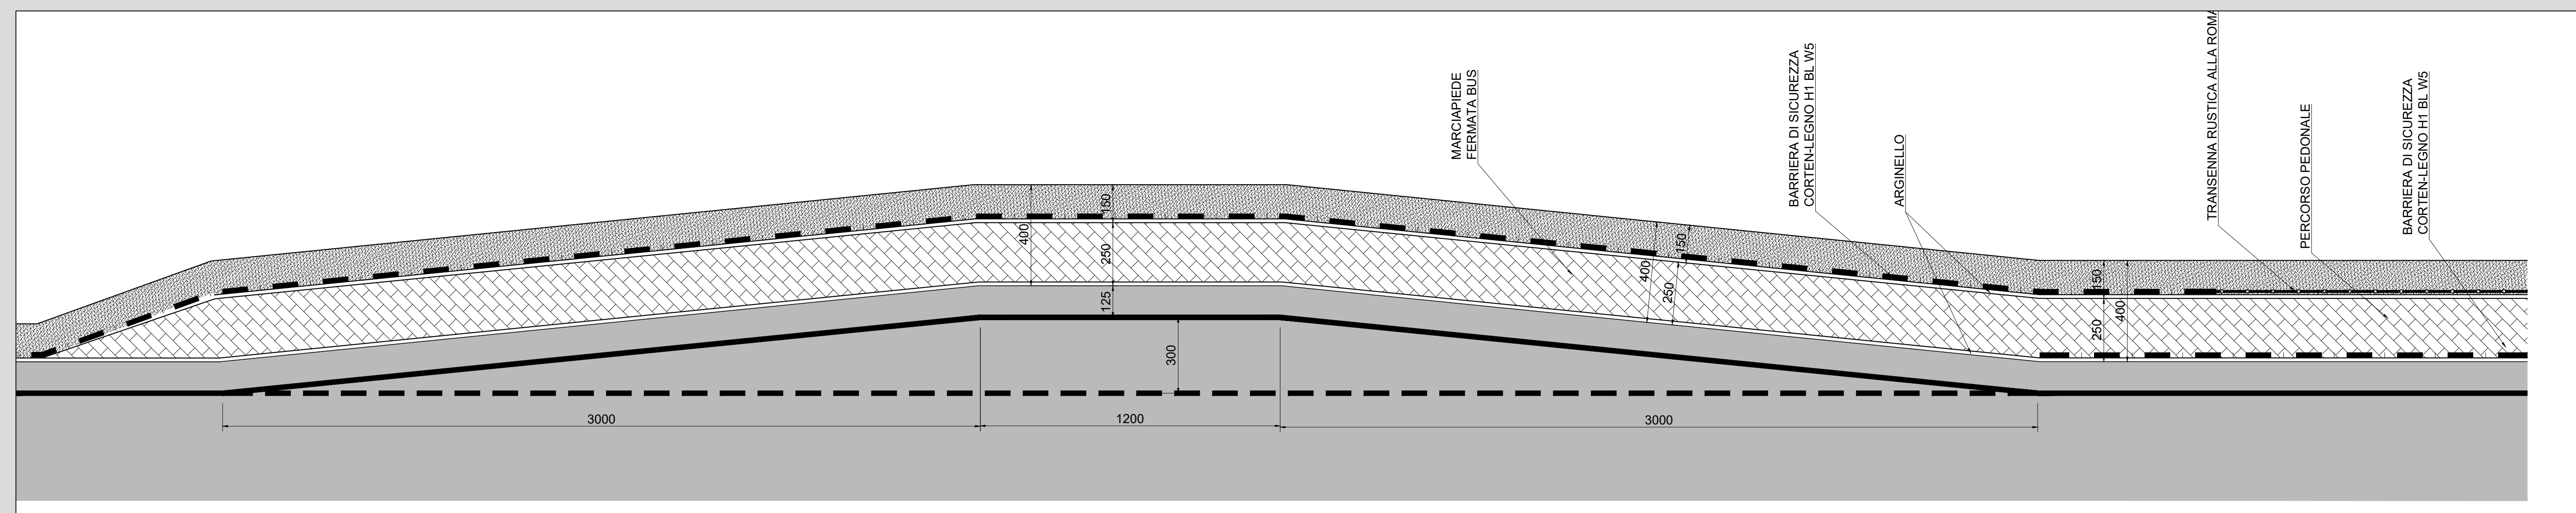 MARCIAPIEDE
FERMATA BUS
BARRIERA DI SICUREZZA
CORTEN-LEGNO H1 BL W5
ARGINELLO
TRANSENNA RUSTICA ALLA ROMA
PERCORSO PEDONALE
BARRIERA DI SICUREZZA
CORTEN-LEGNO H1 BL W5
400
150
250
125
300
400
150
250
150
250
400
3000
1200
3000